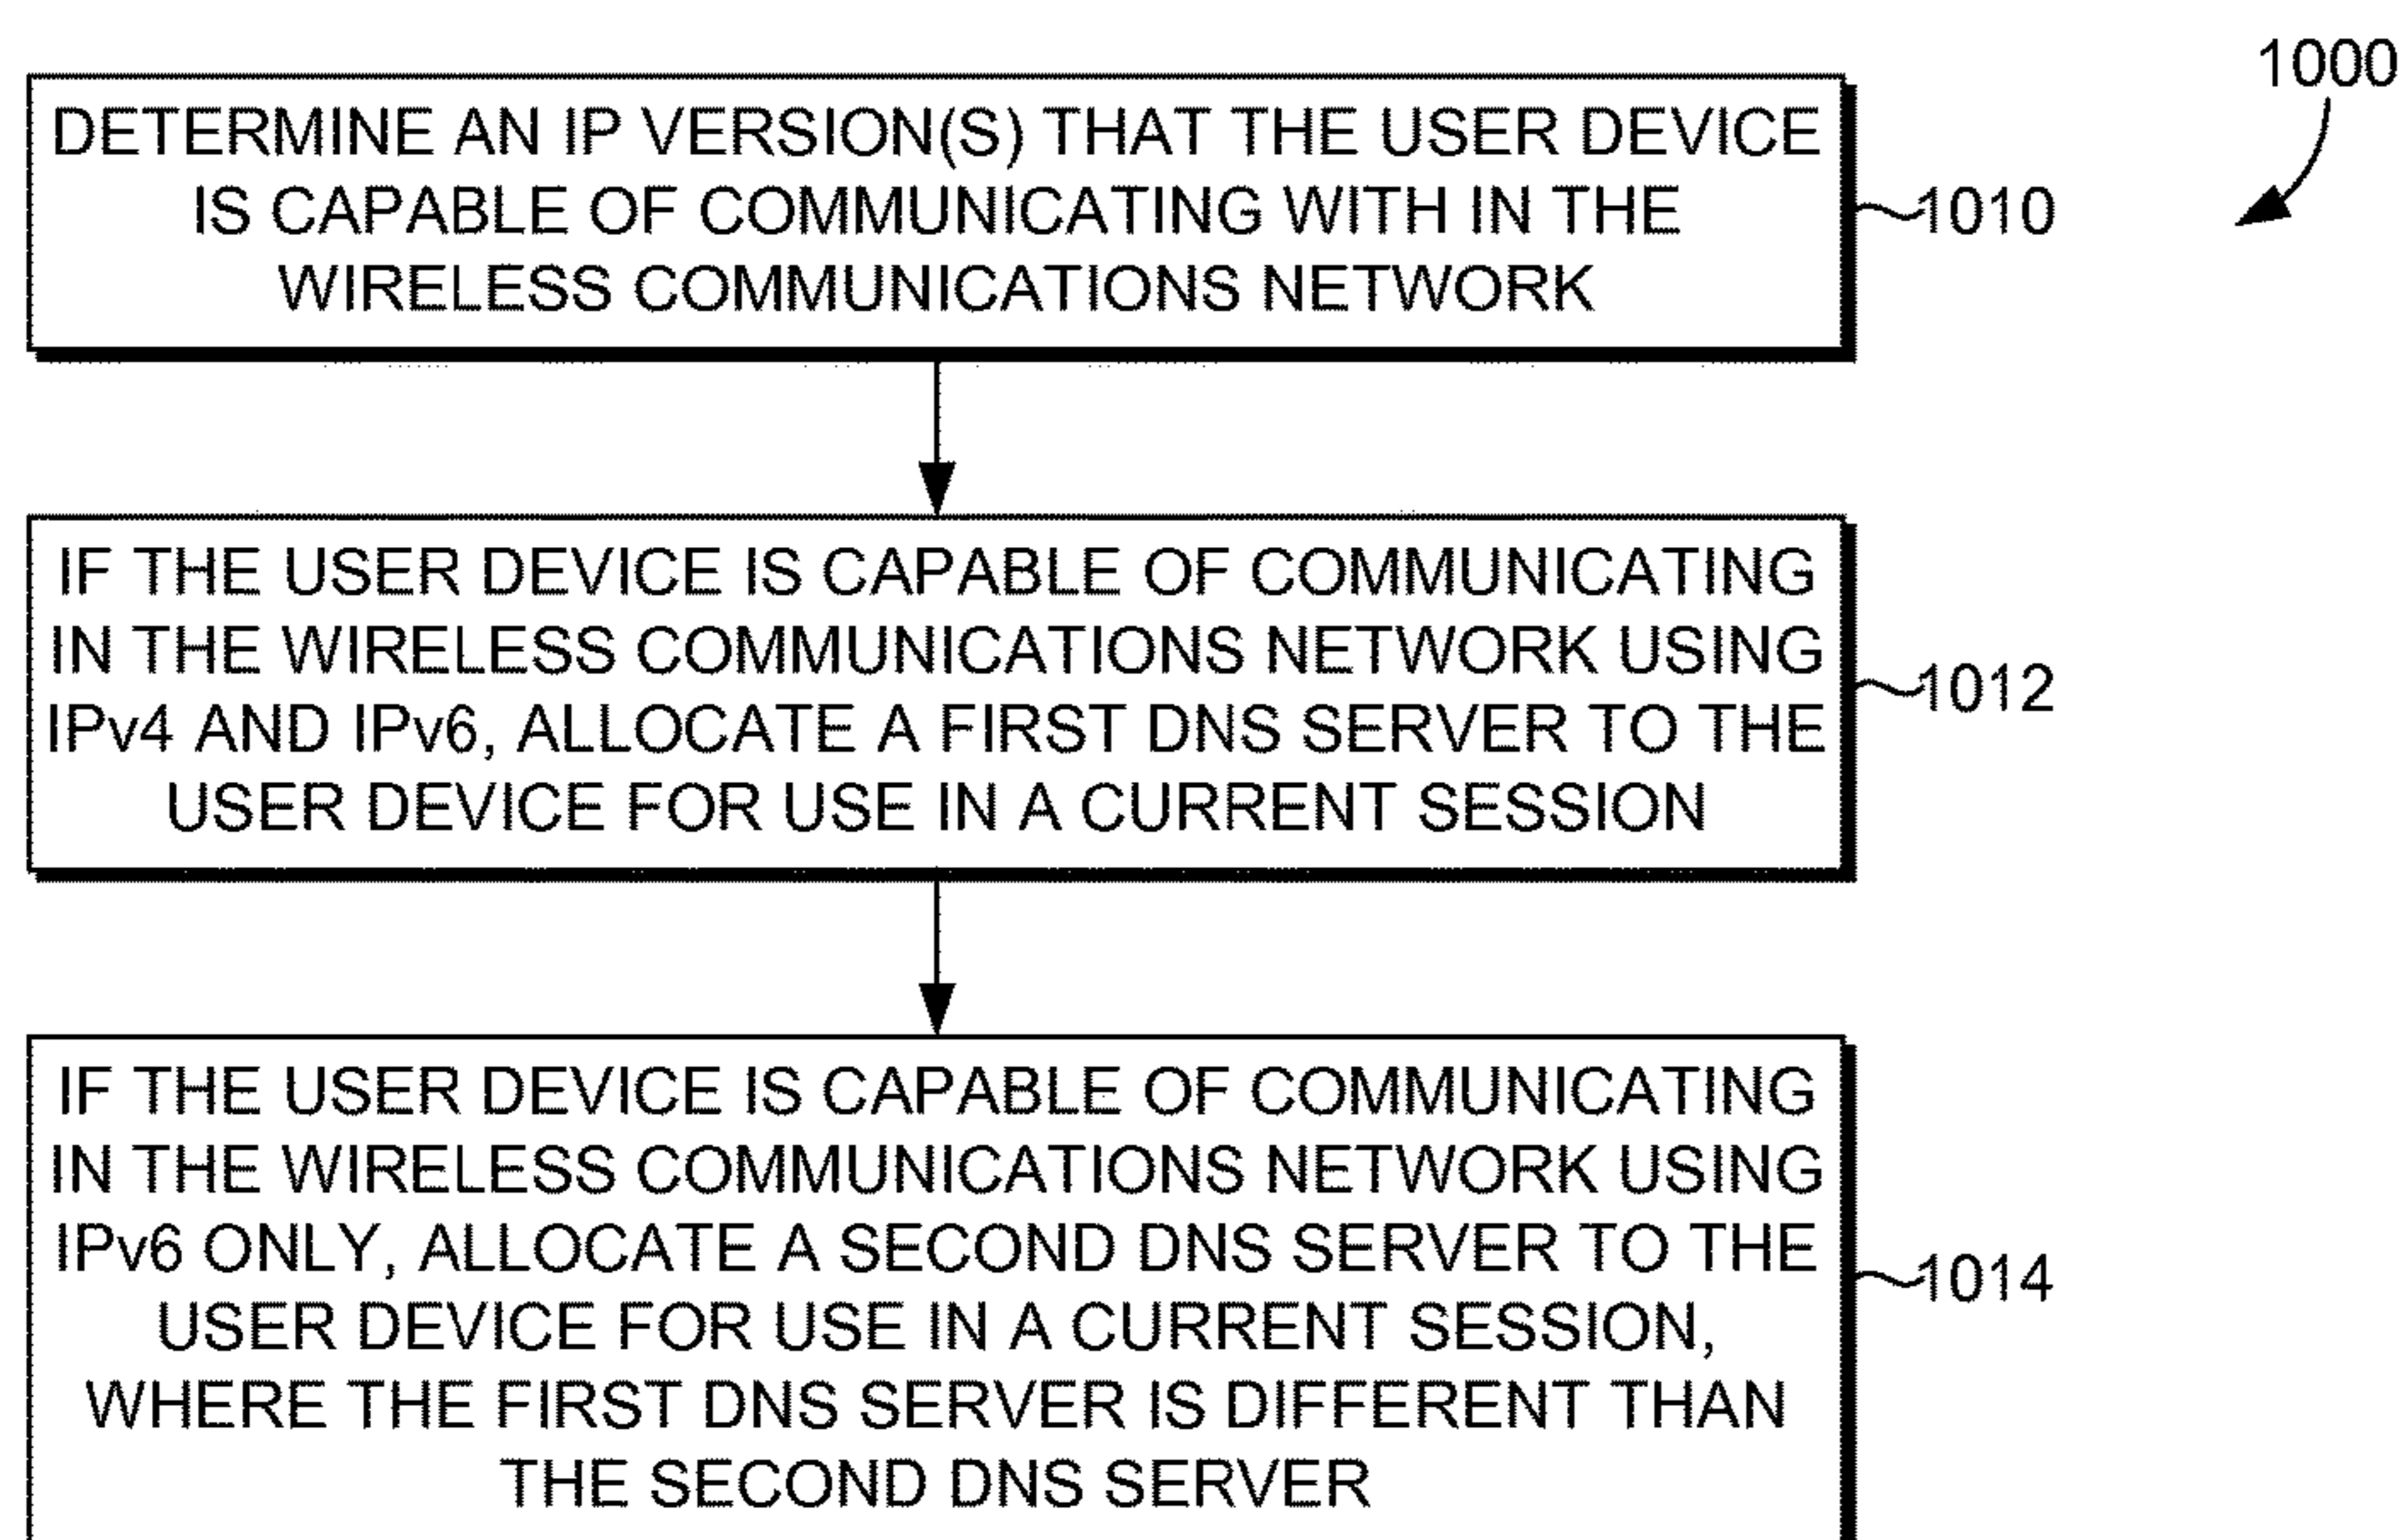 1000
DETERMINE AN IP VERSION(S) THAT THE USER DEVICE
IS CAPABLE OF COMMUNICATING WITH IN THE
WIRELESS COMMUNICATIONS NETWORK
1010
IF THE USER DEVICE IS CAPABLE OF COMMUNICATING
IN THE WIRELESS COMMUNICATIONS NETWORK USING
IPv4 AND IPv6, ALLOCATE A FIRST DNS SERVER TO THE
USER DEVICE FOR USE IN A CURRENT SESSION
1012
IF THE USER DEVICE IS CAPABLE OF COMMUNICATING
IN THE WIRELESS COMMUNICATIONS NETWORK USING
IPv6 ONLY, ALLOCATE A SECOND DNS SERVER TO THE
USER DEVICE FOR USE IN A CURRENT SESSION,
WHERE THE FIRST DNS SERVER IS DIFFERENT THAN
THE SECOND DNS SERVER
1014